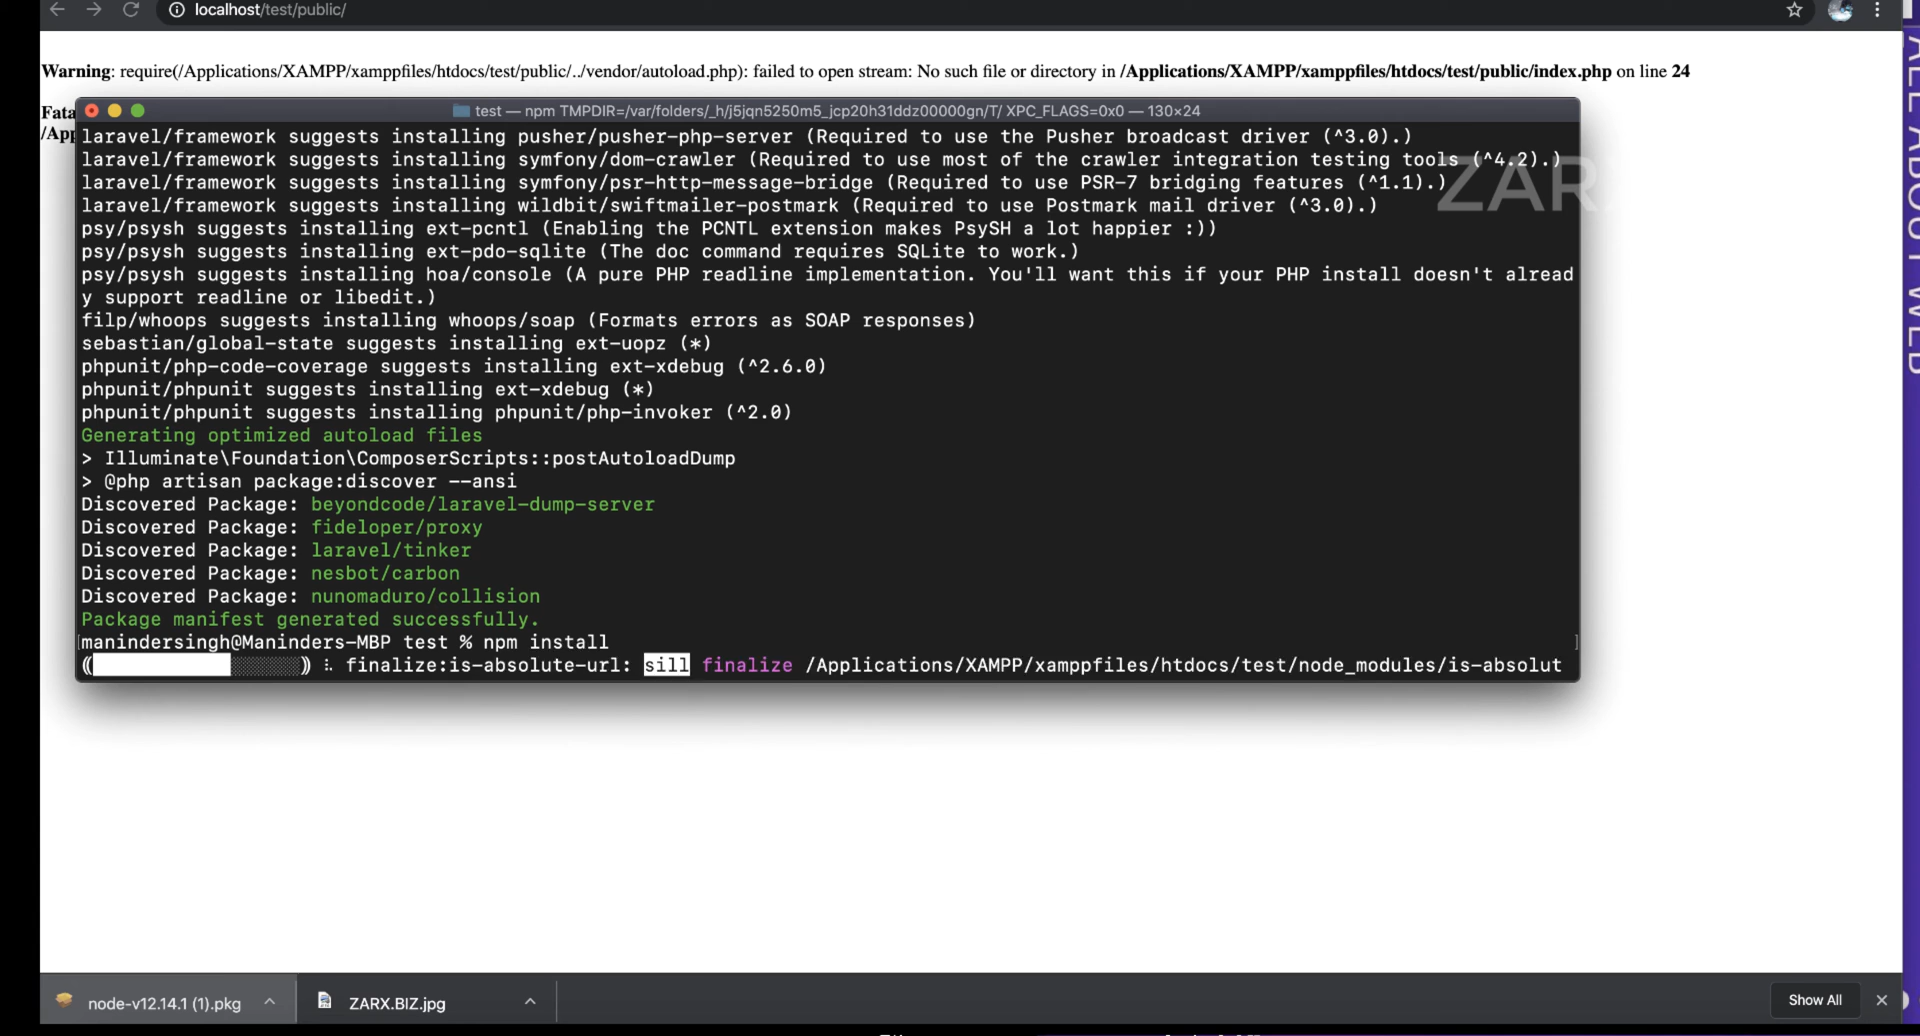 localhost/test/public/
Warning: require(/Applications/XAMPP/xamppfiles/htdocs/test/public/../vendor/autoload.php): failed to open stream: No such file or directory in /Applications/XAMPP/xamppfiles/htdocs/test/public/index.php on line 24
Fata
/App
test — npm TMPDIR=/var/folders/_h/j5jqn5250m5_jcp20h31ddz00000gn/T/ XPC_FLAGS=0x0 — 130×24
laravel/framework suggests installing pusher/pusher-php-server (Required to use the Pusher broadcast driver (^3.0).)
laravel/framework suggests installing symfony/dom-crawler (Required to use most of the crawler integration testing tools (^4.2).)
laravel/framework suggests installing symfony/psr-http-message-bridge (Required to use PSR-7 bridging features (^1.1).)
laravel/framework suggests installing wildbit/swiftmailer-postmark (Required to use Postmark mail driver (^3.0).)
psy/psysh suggests installing ext-pcntl (Enabling the PCNTL extension makes PsySH a lot happier :))
psy/psysh suggests installing ext-pdo-sqlite (The doc command requires SQLite to work.)
psy/psysh suggests installing hoa/console (A pure PHP readline implementation. You'll want this if your PHP install doesn't alread
y support readline or libedit.)
filp/whoops suggests installing whoops/soap (Formats errors as SOAP responses)
sebastian/global-state suggests installing ext-uopz (*)
phpunit/php-code-coverage suggests installing ext-xdebug (^2.6.0)
phpunit/phpunit suggests installing ext-xdebug (*)
phpunit/phpunit suggests installing phpunit/php-invoker (^2.0)
Generating optimized autoload files
> Illuminate\Foundation\ComposerScripts::postAutoloadDump
> @php artisan package:discover --ansi
Discovered Package: beyondcode/laravel-dump-server
Discovered Package: fideloper/proxy
Discovered Package: laravel/tinker
Discovered Package: nesbot/carbon
Discovered Package: nunomaduro/collision
Package manifest generated successfully.
manindersingh@Maninders-MBP test % npm install
finalize:is-absolute-url: sill finalize /Applications/XAMPP/xamppfiles/htdocs/test/node_modules/is-absolut
ZAR
ALL ABOUT WEB
node-v12.14.1 (1).pkg
ZARX.BIZ.jpg
Show All